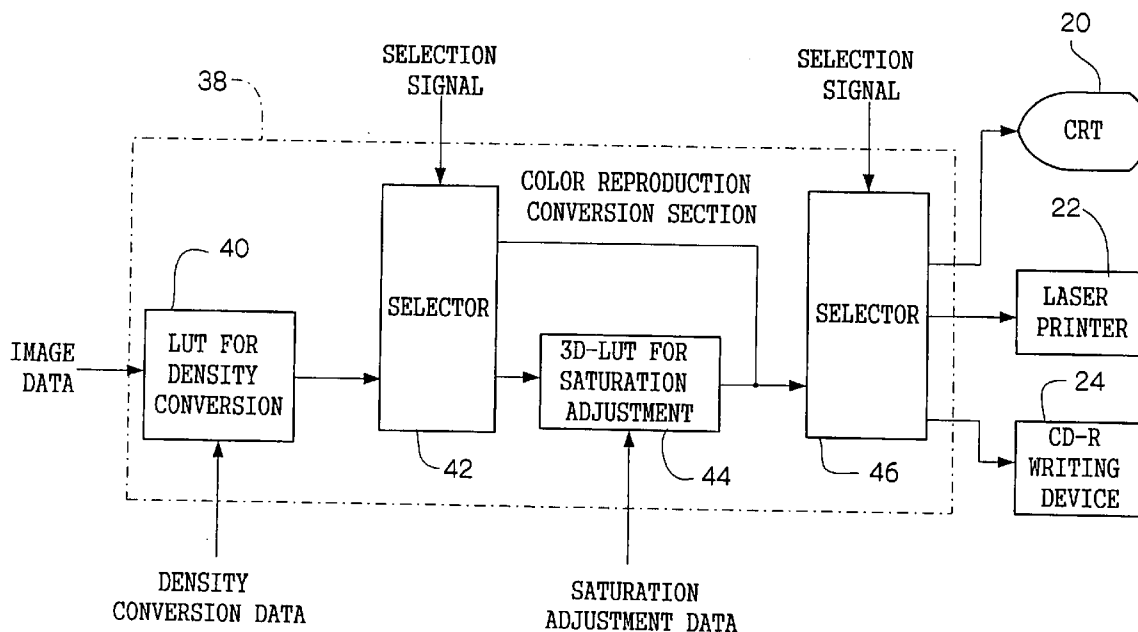 20
SELECTION
SIGNAL
SELECTION
SIGNAL
38
CRT
COLOR REPRODUCTION
CONVERSION SECTION
22
40
SELECTOR
SELECTOR
LASER
PRINTER
IMAGE
DATA
LUT FOR
DENSITY
CONVERSION
3D-LUT FOR
SATURATION
ADJUSTMENT
24
42
44
46
CD-R
WRITING
DEVICE
DENSITY
CONVERSION DATA
SATURATION
ADJUSTMENT DATA